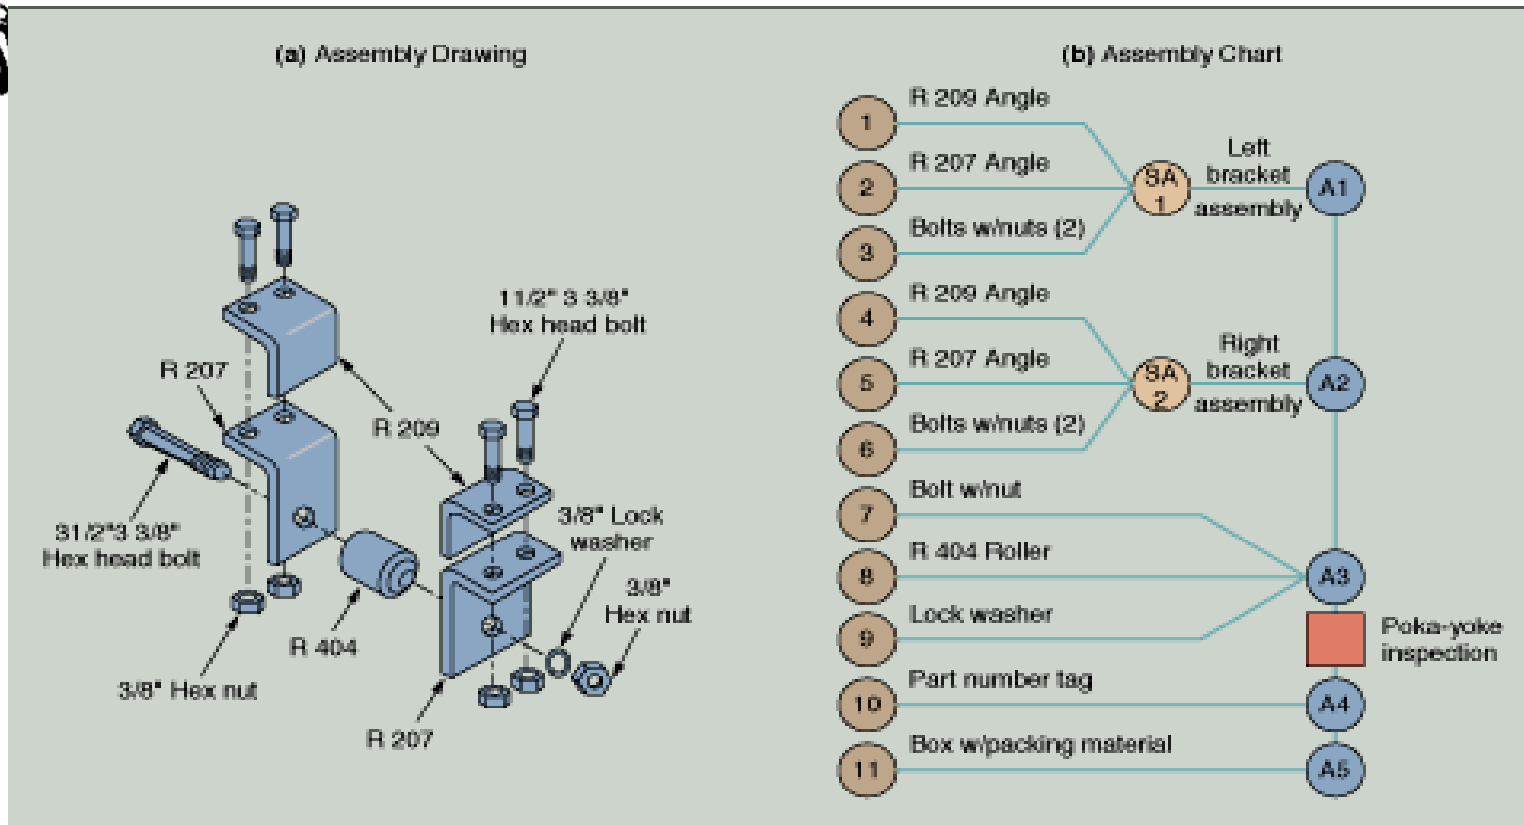 (a) Assembly Drawing
R 207
11/2" 3 3/8"
Hex head bolt
R 209
31/2"3 3/8"
Hex head bolt
3/8" Lock
washer
3/8"
Hex nut
R 404
3/8" Hex nut
R 207
(b) Assembly Chart
1
R 209 Angle
2
R 207 Angle
3
Bolts w/nuts (2)
SA
1
Left
bracket
assembly
A1
4
R 209 Angle
5
R 207 Angle
6
Bolts w/nuts (2)
SA
2
Right
bracket
assembly
A2
7
Bolt w/nut
8
R 404 Roller
9
Lock washer
A3
Poka-yoke
inspection
10
Part number tag
A4
11
Box w/packing material
A5